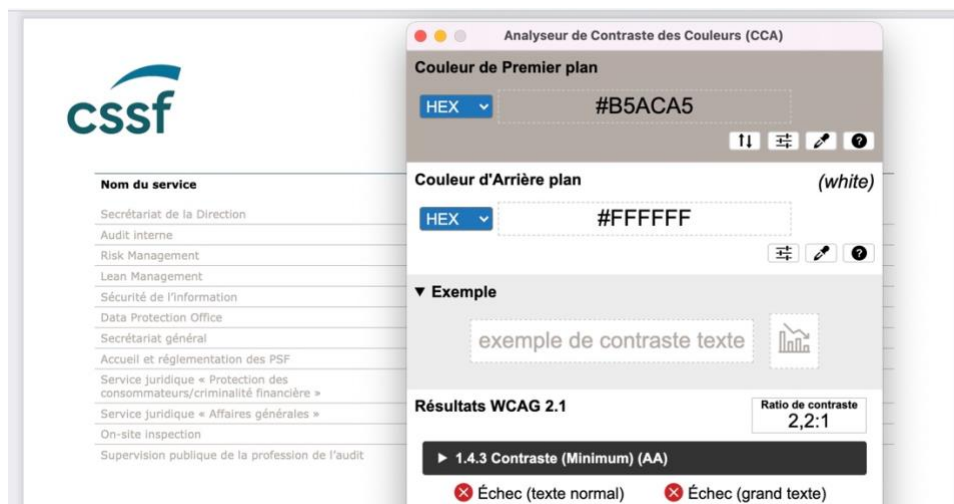 cssf
Nom du service
Secrétariat de la Direction
Audit interne
Risk Management
Lean Management
Sécurité de l'information
Data Protection Office
Secrétariat général
Accueil et réglementation des PSF
Service juridique « Protection des
consommateurs/criminalité financière »
Service juridique « Affaires générales »
On-site inspection
Supervision publique de la profession de l'audit
Analyseur de Contraste des Couleurs (CCA)
Couleur de Premier plan
HEX #B5ACA5
Couleur d'Arrière plan (white)
HEX #FFFFFF
▼ Exemple
exemple de contraste texte
Résultats WCAG 2.1
Ratio de contraste
2,2:1
► 1.4.3 Contraste (Minimum) (AA)
Échec (texte normal) Échec (grand texte)